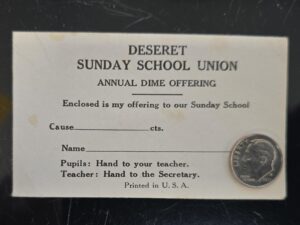 DESERET
SUNDAY SCHOOL UNION
ANNUAL DIME OFFERING
Enclosed is my offering to our Sunday School
Cause cts.
Name
Pupils: Hand to your teacher.
Teacher: Hand to the Secretary.
Printed in U. S. A.